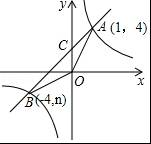 y
A(1, 4)
C
O
x
B(-4,n)